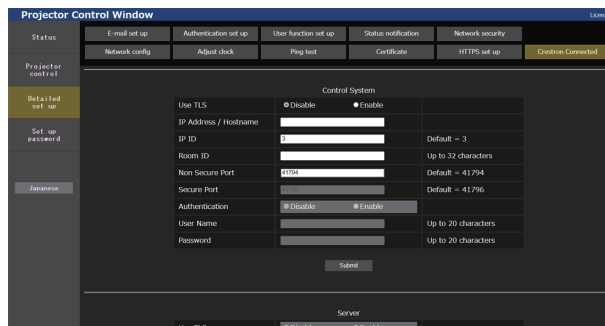 Projector Control Window
Licen
Status
E-mail set up
Authentication set up
User function set up
Status notification
Network security
Network config
Adjust clock
Ping test
Certificate
HTTPS set up
Crestron Connected
Projector
control
Detailed
set up
Set up
password
Japanese
Control System
Use TLS Disable Enable
IP Address / Hostname
IP ID 3 Default = 3
Room ID Up to 32 characters
Non Secure Port 41794 Default = 41794
Secure Port Default = 41796
Authentication Disable Enable
User Name Up to 20 characters
Password Up to 20 characters
Submit
Server